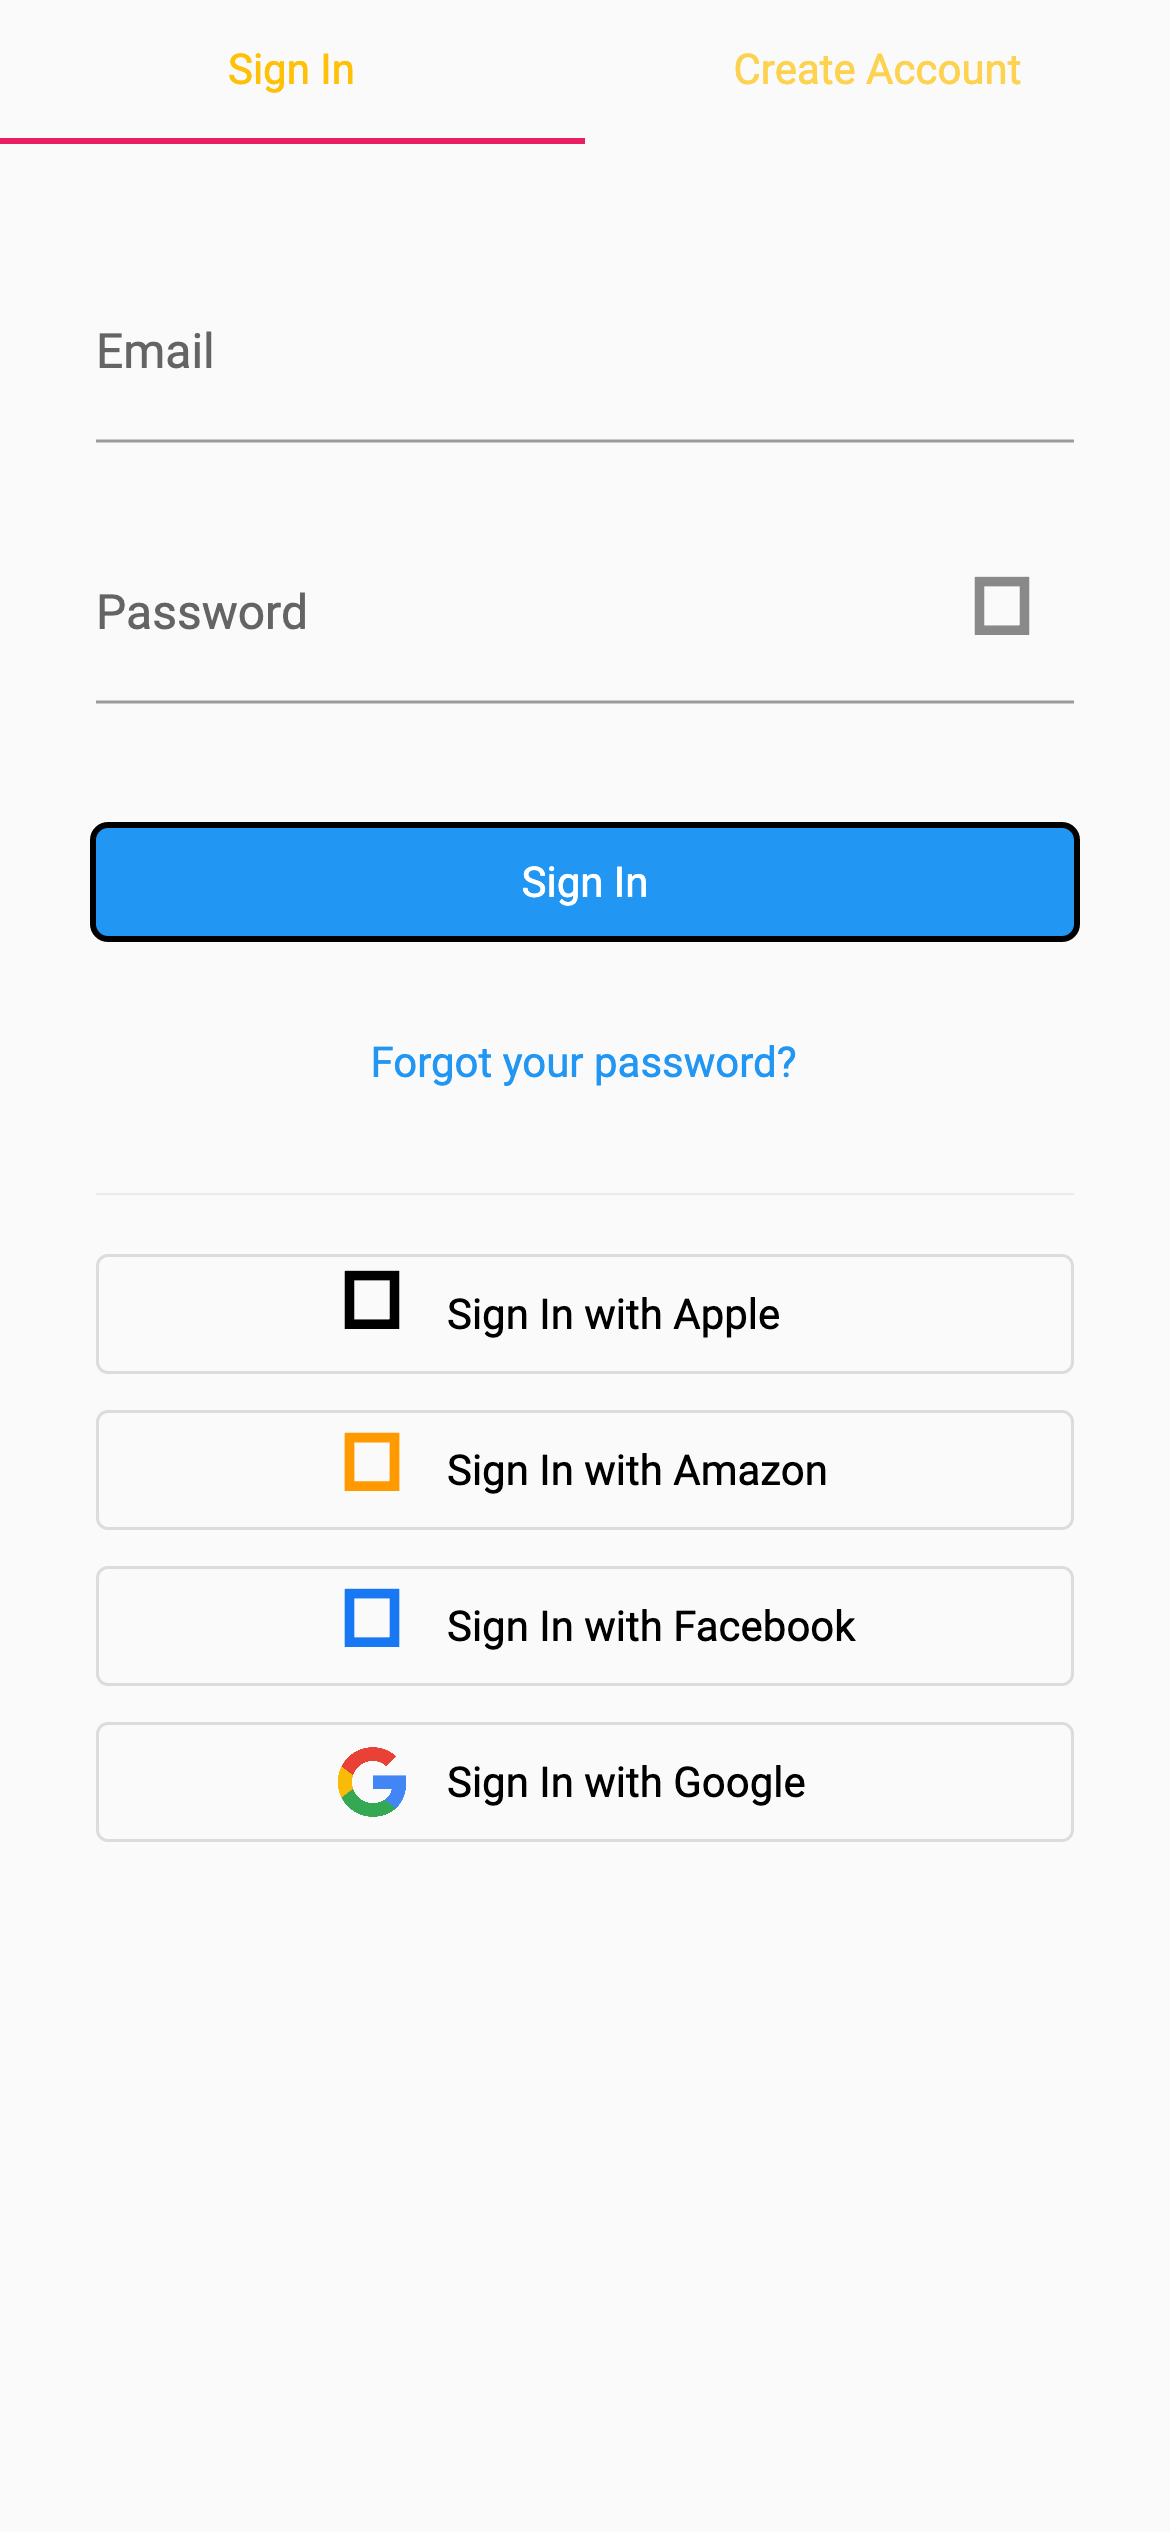 Sign In
Create Account
Email
Password
Sign In
Forgot your password?
Sign In with Apple
Sign In with Amazon
Sign In with Facebook
Sign In with Google